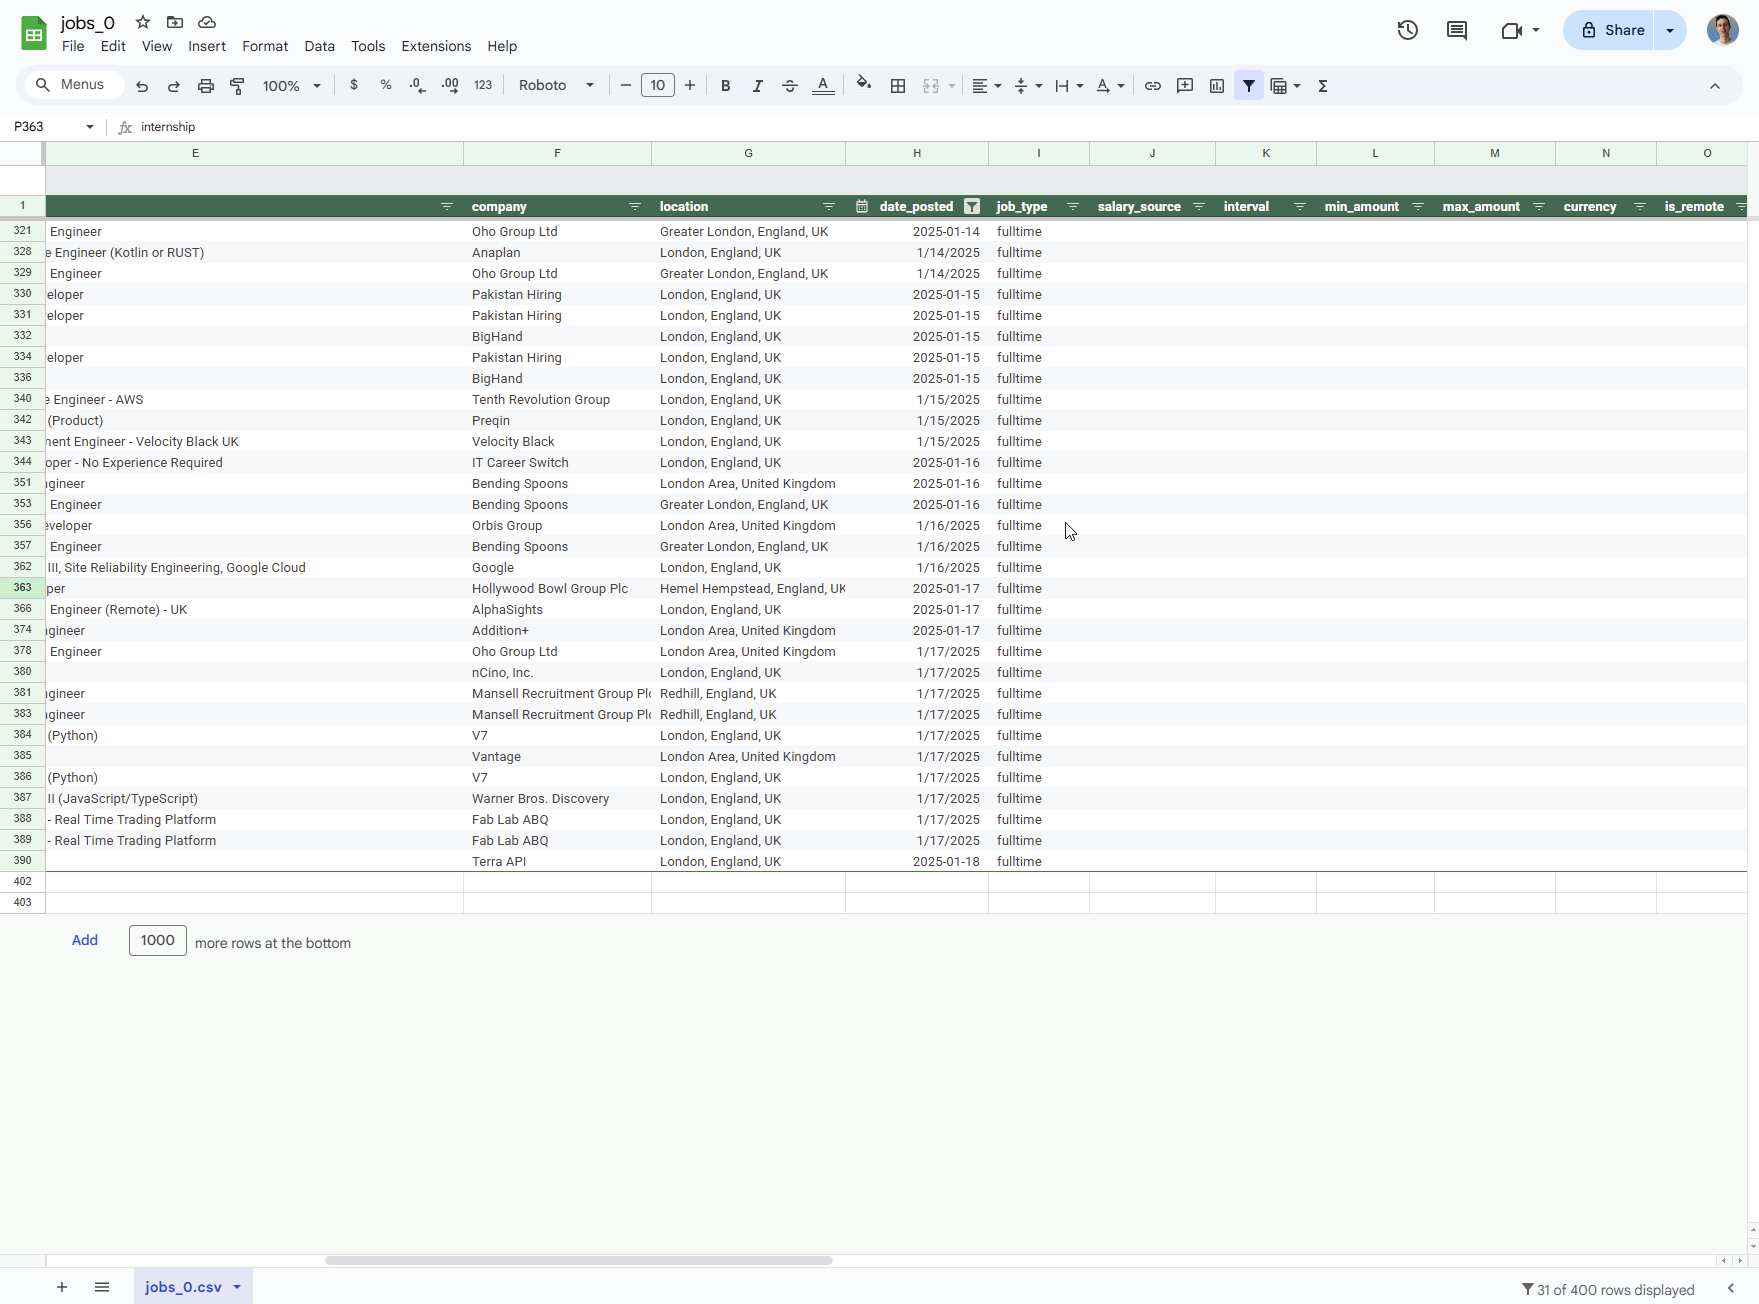 jobs_0
File Edit View Insert Format Data Tools Extensions Help
Share
Menus 100% $ % .0 .00 123 Roboto 10 B I A Σ
P363 fx internship
E F G H I J K L M N O
1 company location date_posted job_type salary_source interval min_amount max_amount currency is_remote
321 Engineer Oho Group Ltd Greater London, England, UK 2025-01-14 fulltime
328 e Engineer (Kotlin or RUST) Anaplan London, England, UK 1/14/2025 fulltime
329 Engineer Oho Group Ltd Greater London, England, UK 1/14/2025 fulltime
330 eloper Pakistan Hiring London, England, UK 2025-01-15 fulltime
331 eloper Pakistan Hiring London, England, UK 2025-01-15 fulltime
332 BigHand London, England, UK 2025-01-15 fulltime
334 eloper Pakistan Hiring London, England, UK 2025-01-15 fulltime
336 BigHand London, England, UK 2025-01-15 fulltime
340 e Engineer - AWS Tenth Revolution Group London, England, UK 1/15/2025 fulltime
342 (Product) Preqin London, England, UK 1/15/2025 fulltime
343 ment Engineer - Velocity Black UK Velocity Black London, England, UK 1/15/2025 fulltime
344 oper - No Experience Required IT Career Switch London, England, UK 2025-01-16 fulltime
351 gineer Bending Spoons London Area, United Kingdom 2025-01-16 fulltime
353 Engineer Bending Spoons Greater London, England, UK 2025-01-16 fulltime
356 eveloper Orbis Group London Area, United Kingdom 1/16/2025 fulltime
357 Engineer Bending Spoons Greater London, England, UK 1/16/2025 fulltime
362 III, Site Reliability Engineering, Google Cloud Google London, England, UK 1/16/2025 fulltime
363 per Hollywood Bowl Group Plc Hemel Hempstead, England, UK 2025-01-17 fulltime
366 Engineer (Remote) - UK AlphaSights London, England, UK 2025-01-17 fulltime
374 gineer Addition+ London Area, United Kingdom 2025-01-17 fulltime
378 Engineer Oho Group Ltd London Area, United Kingdom 1/17/2025 fulltime
380 nCino, Inc. London, England, UK 1/17/2025 fulltime
381 gineer Mansell Recruitment Group Plc Redhill, England, UK 1/17/2025 fulltime
383 gineer Mansell Recruitment Group Plc Redhill, England, UK 1/17/2025 fulltime
384 (Python) V7 London, England, UK 1/17/2025 fulltime
385 Vantage London Area, United Kingdom 1/17/2025 fulltime
386 (Python) V7 London, England, UK 1/17/2025 fulltime
387 II (JavaScript/TypeScript) Warner Bros. Discovery London, England, UK 1/17/2025 fulltime
388 - Real Time Trading Platform Fab Lab ABQ London, England, UK 1/17/2025 fulltime
389 - Real Time Trading Platform Fab Lab ABQ London, England, UK 1/17/2025 fulltime
390 Terra API London, England, UK 2025-01-18 fulltime
402
403
Add 1000 more rows at the bottom
jobs_0.csv 31 of 400 rows displayed